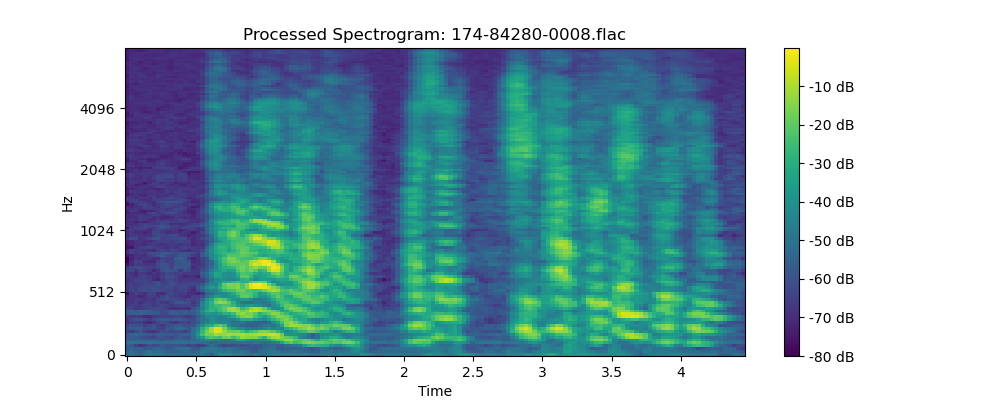 Processed Spectrogram: 174-84280-0008.flac
Hz
4096
2048
1024
512
0
0 0.5 1 1.5 2 2.5 3 3.5 4
Time
-10 dB
-20 dB
-30 dB
-40 dB
-50 dB
-60 dB
-70 dB
-80 dB